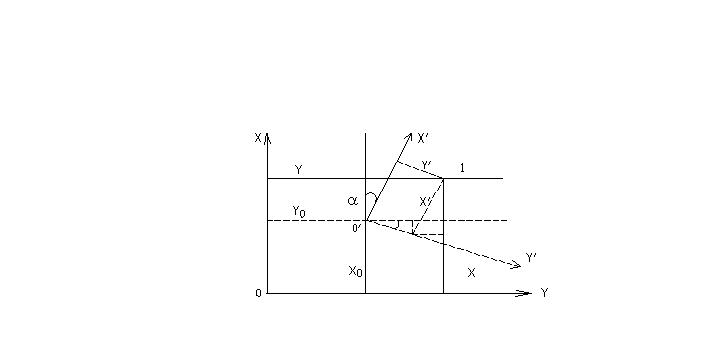 X X'
Y Y' 1
α X'
Y₀
0'
Y'
X₀ X
0 Y